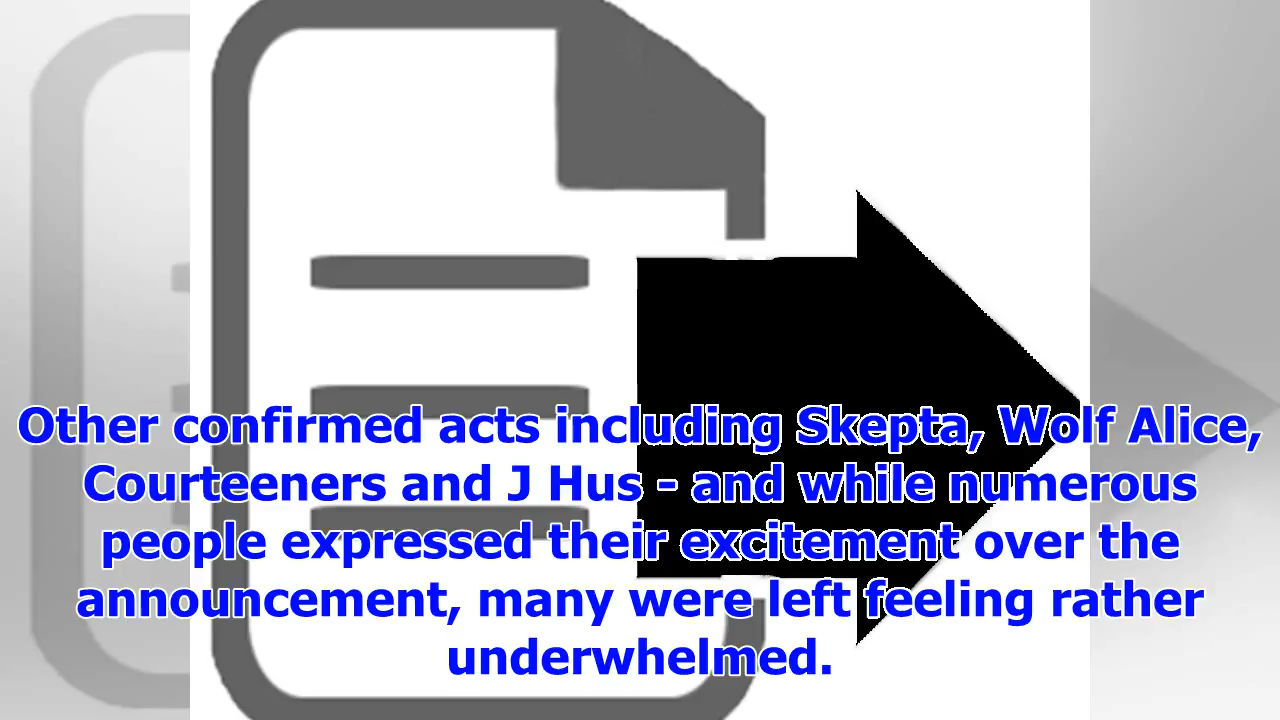 Other confirmed acts including Skepta, Wolf Alice,
Courteeners and J Hus - and while numerous
people expressed their excitement over the
announcement, many were left feeling rather
underwhelmed.